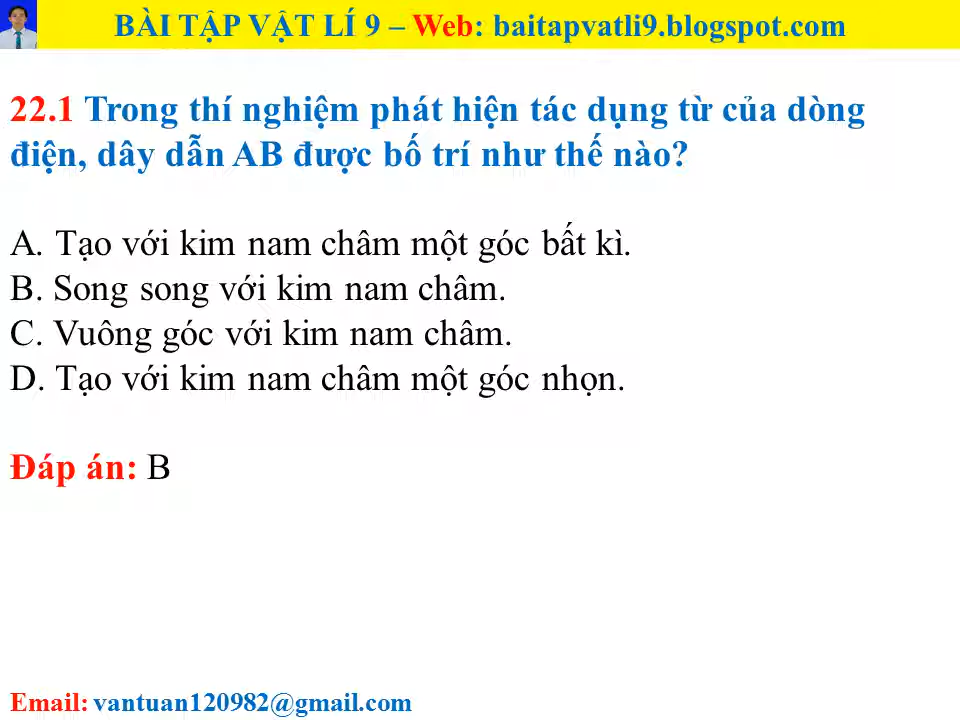 BÀI TẬP VẬT LÍ 9 – Web: baitapvatli9.blogspot.com
22.1 Trong thí nghiệm phát hiện tác dụng từ của dòng
điện, dây dẫn AB được bố trí như thế nào?
A. Tạo với kim nam châm một góc bất kì.
B. Song song với kim nam châm.
C. Vuông góc với kim nam châm.
D. Tạo với kim nam châm một góc nhọn.
Đáp án: B
Email: vantuan120982@gmail.com